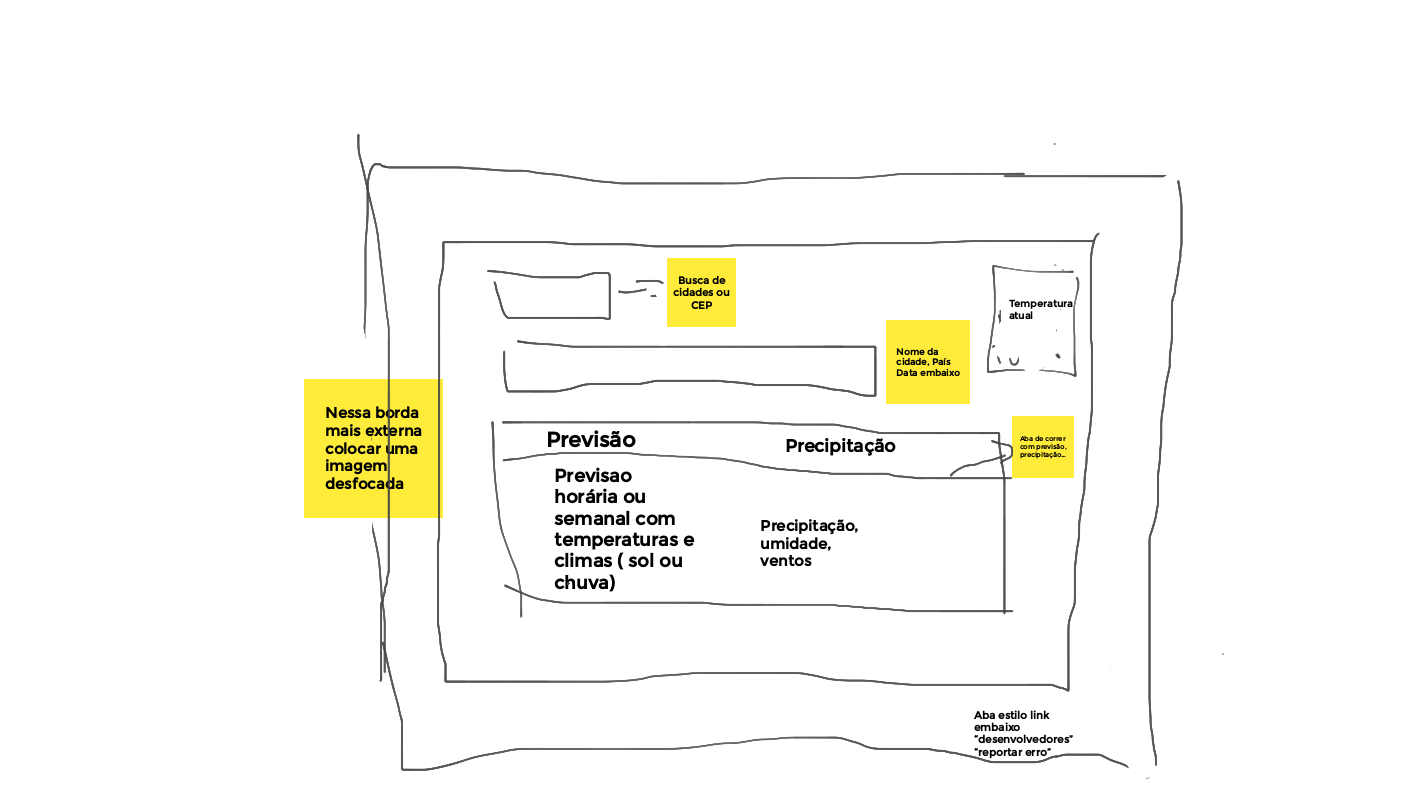 Busca de
cidades ou
CEP
Temperatura
atual
Nome da
cidade, País
Data embaixo
Nessa borda
mais externa
colocar uma
imagem
desfocada
Previsão
Precipitação
Aba de correr
com previsão,
precipitação...
Previsao
horária ou
semanal com
temperaturas e
climas ( sol ou
chuva)
Precipitação,
umidade,
ventos
Aba estilo link
embaixo
“desenvolvedores”
“reportar erro”